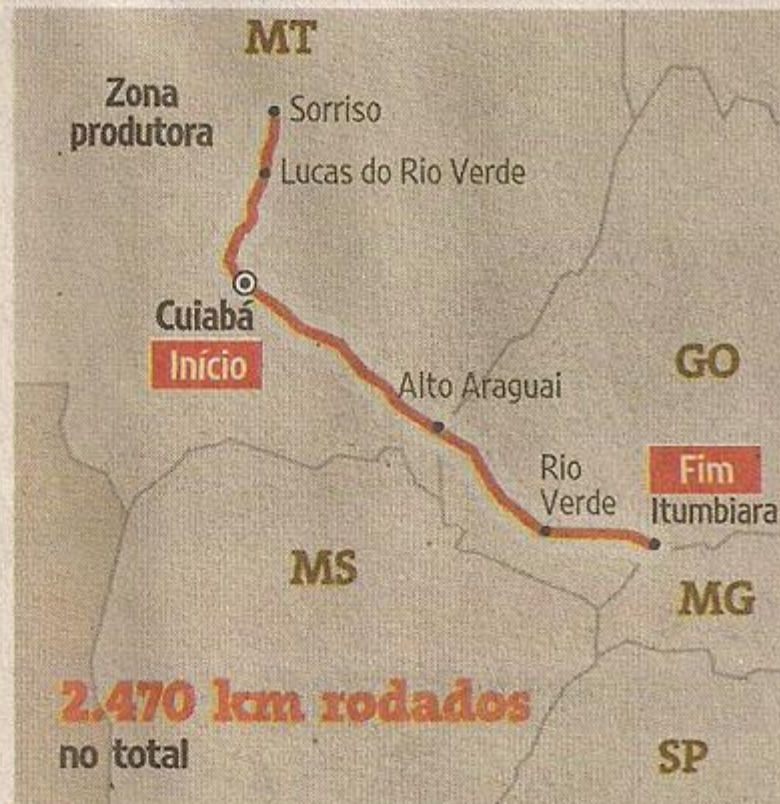 MT
Zona
produtora
Sorriso
Lucas do Rio Verde
Cuiabá
Início
Alto Araguai
GO
Rio
Verde
Fim
Itumbiara
MS
MG
2.470 km rodados
no total
SP